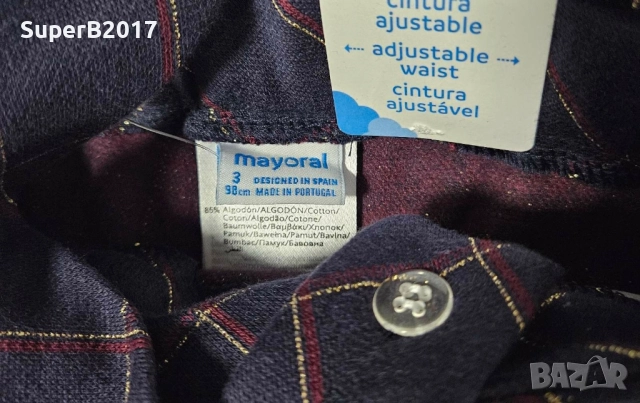 SuperB2017
cintura
ajustable
adjustable
waist
cintura
ajustável
mayoral
3 DESIGNED IN SPAIN
98cm MADE IN PORTUGAL
85% Algodón/ALGODÓN/Cotton/
Coton/Algodão/Cotone/
Baumwolle/Βαμβάκι/Хлопок/
Pamuk/Bawełna/Pamut/Bavlna/
Bumbac/Памук/Бавовна
القطن
BAZAR